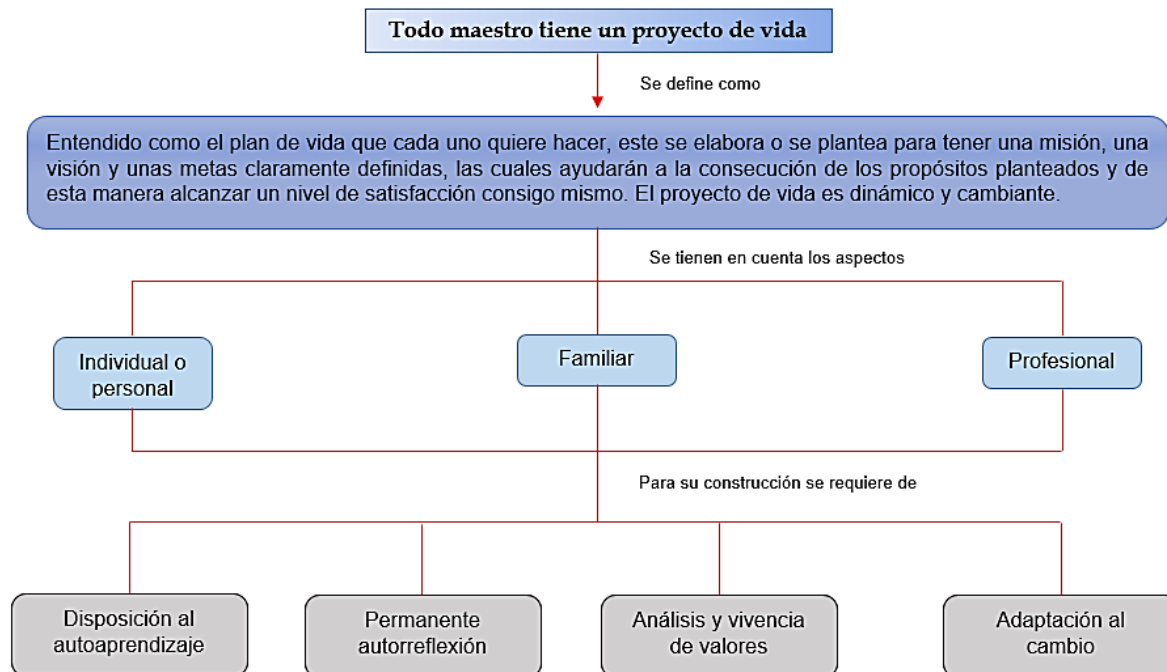 Todo maestro tiene un proyecto de vida
Se define como
Entendido como el plan de vida que cada uno quiere hacer, este se elabora o se plantea para tener una misión, una
visión y unas metas claramente definidas, las cuales ayudarán a la consecución de los propósitos planteados y de
esta manera alcanzar un nivel de satisfacción consigo mismo. El proyecto de vida es dinámico y cambiante.
Se tienen en cuenta los aspectos
Individual o
personal
Familiar
Profesional
Para su construcción se requiere de
Disposición al
autoaprendizaje
Permanente
autorreflexión
Análisis y vivencia
de valores
Adaptación al
cambio